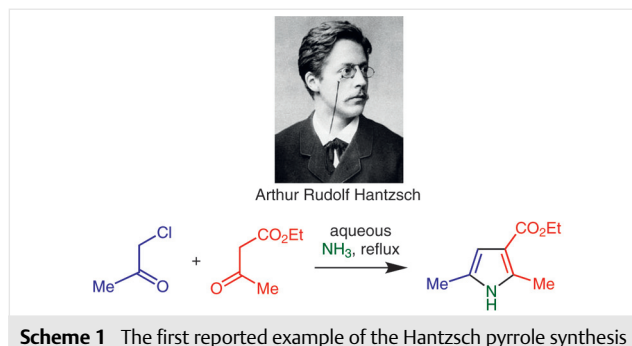 Arthur Rudolf Hantzsch
Cl
Me
O
+
CO₂Et
O
Me
aqueous
NH₃, reflux
CO₂Et
Me
N
H
Me
Scheme 1 The first reported example of the Hantzsch pyrrole synthesis